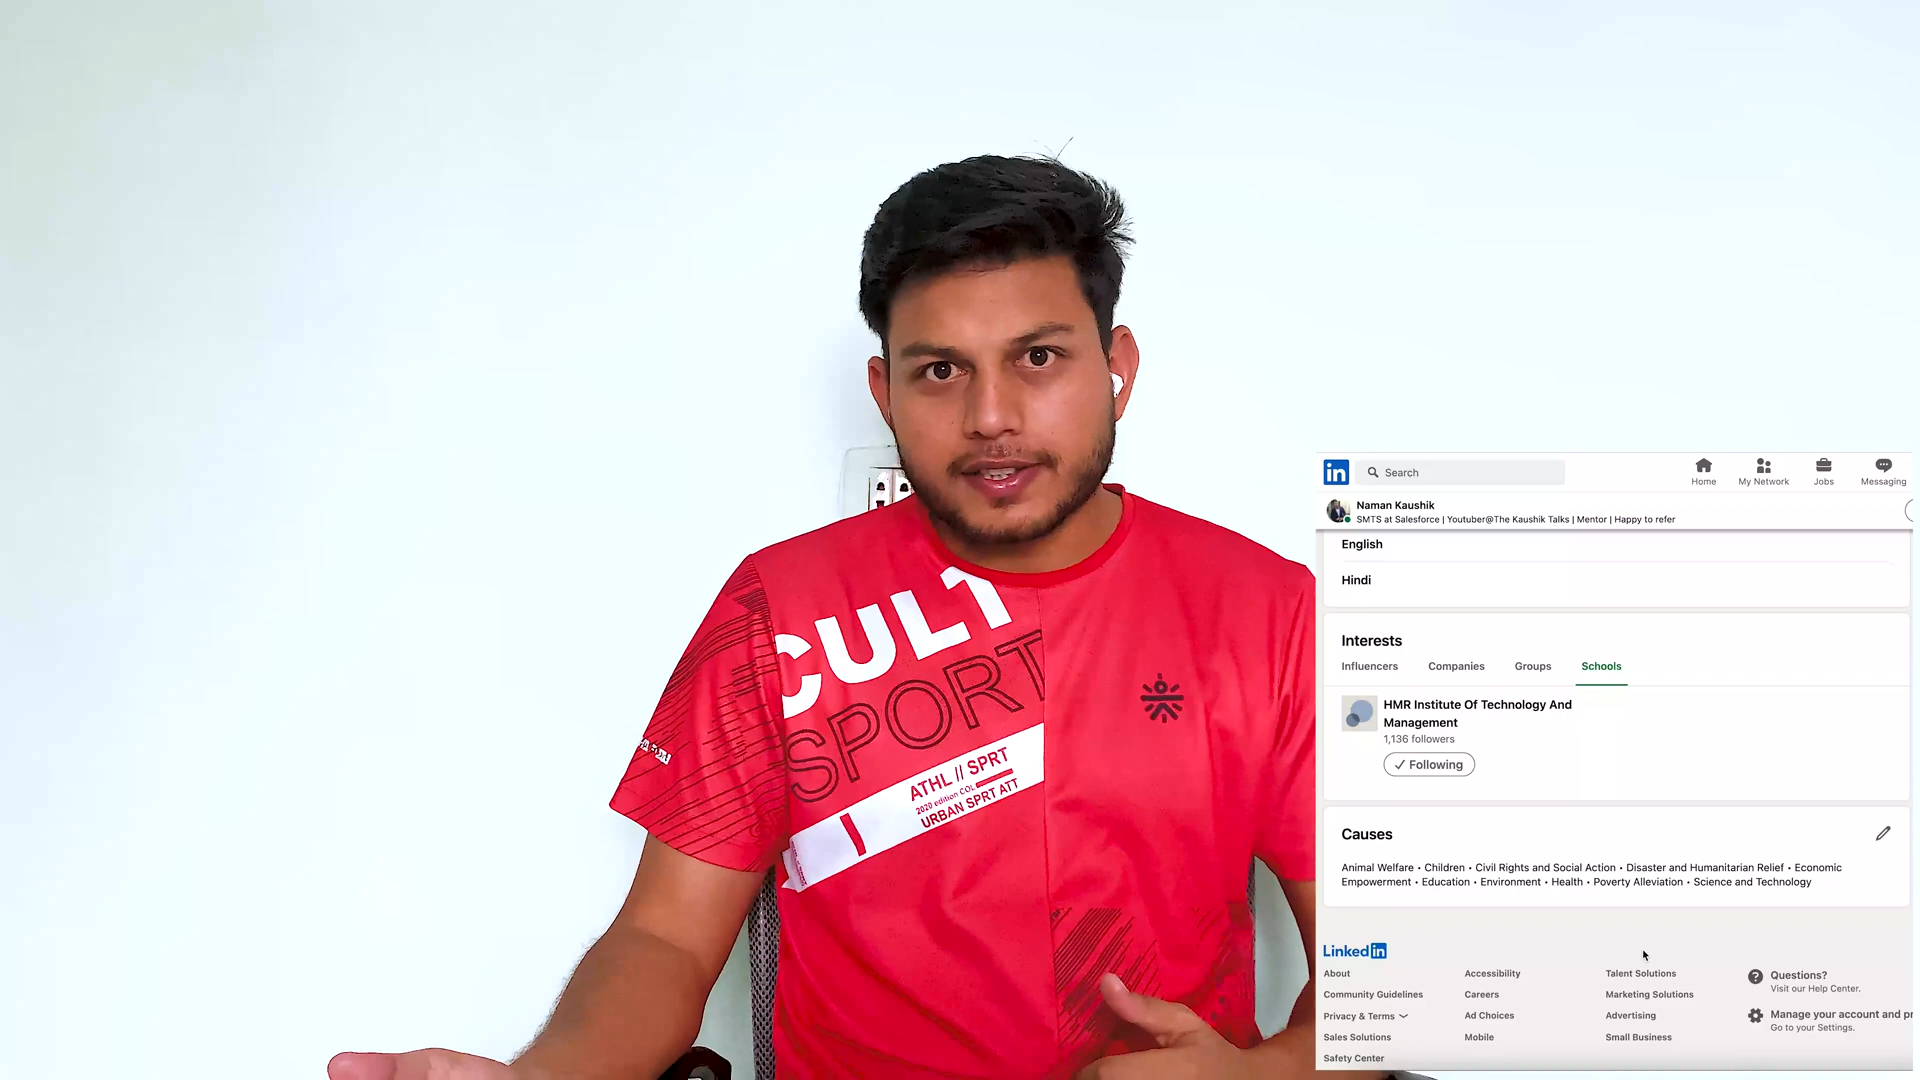 CULT
SPORT
ATHL // SPRT
2020 edition COL
URBAN SPRT ATT
in
Search
Home
My Network
Jobs
Messaging
Naman Kaushik
SMTS at Salesforce | Youtuber@The Kaushik Talks | Mentor | Happy to refer
English
Hindi
Interests
Influencers
Companies
Groups
Schools
HMR Institute Of Technology And
Management
1,136 followers
✓ Following
Causes
Animal Welfare • Children • Civil Rights and Social Action • Disaster and Humanitarian Relief • Economic
Empowerment • Education • Environment • Health • Poverty Alleviation • Science and Technology
LinkedIn
About
Accessibility
Talent Solutions
Questions?
Visit our Help Center.
Community Guidelines
Careers
Marketing Solutions
Privacy & Terms
Ad Choices
Advertising
Manage your account and pr
Go to your Settings.
Sales Solutions
Mobile
Small Business
Safety Center